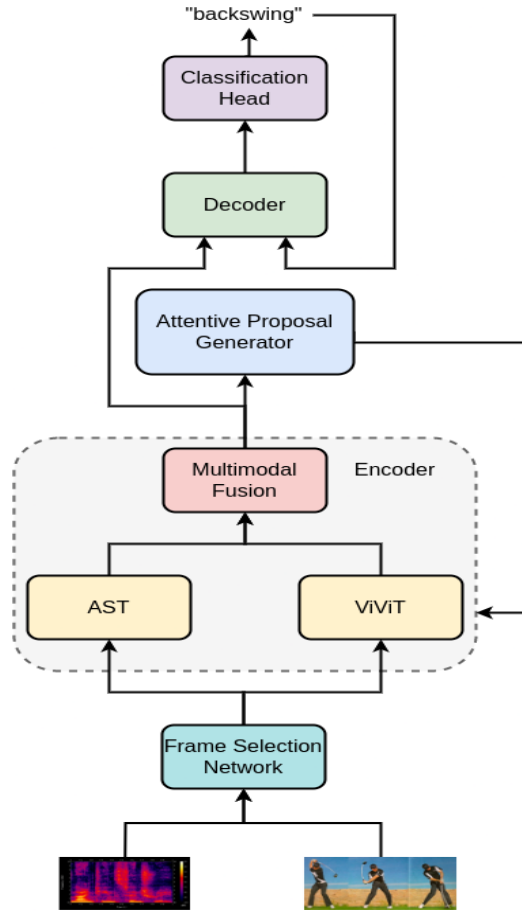 "backswing"
Classification
Head
Decoder
Attentive Proposal
Generator
Multimodal
Fusion
Encoder
AST
ViViT
Frame Selection
Network